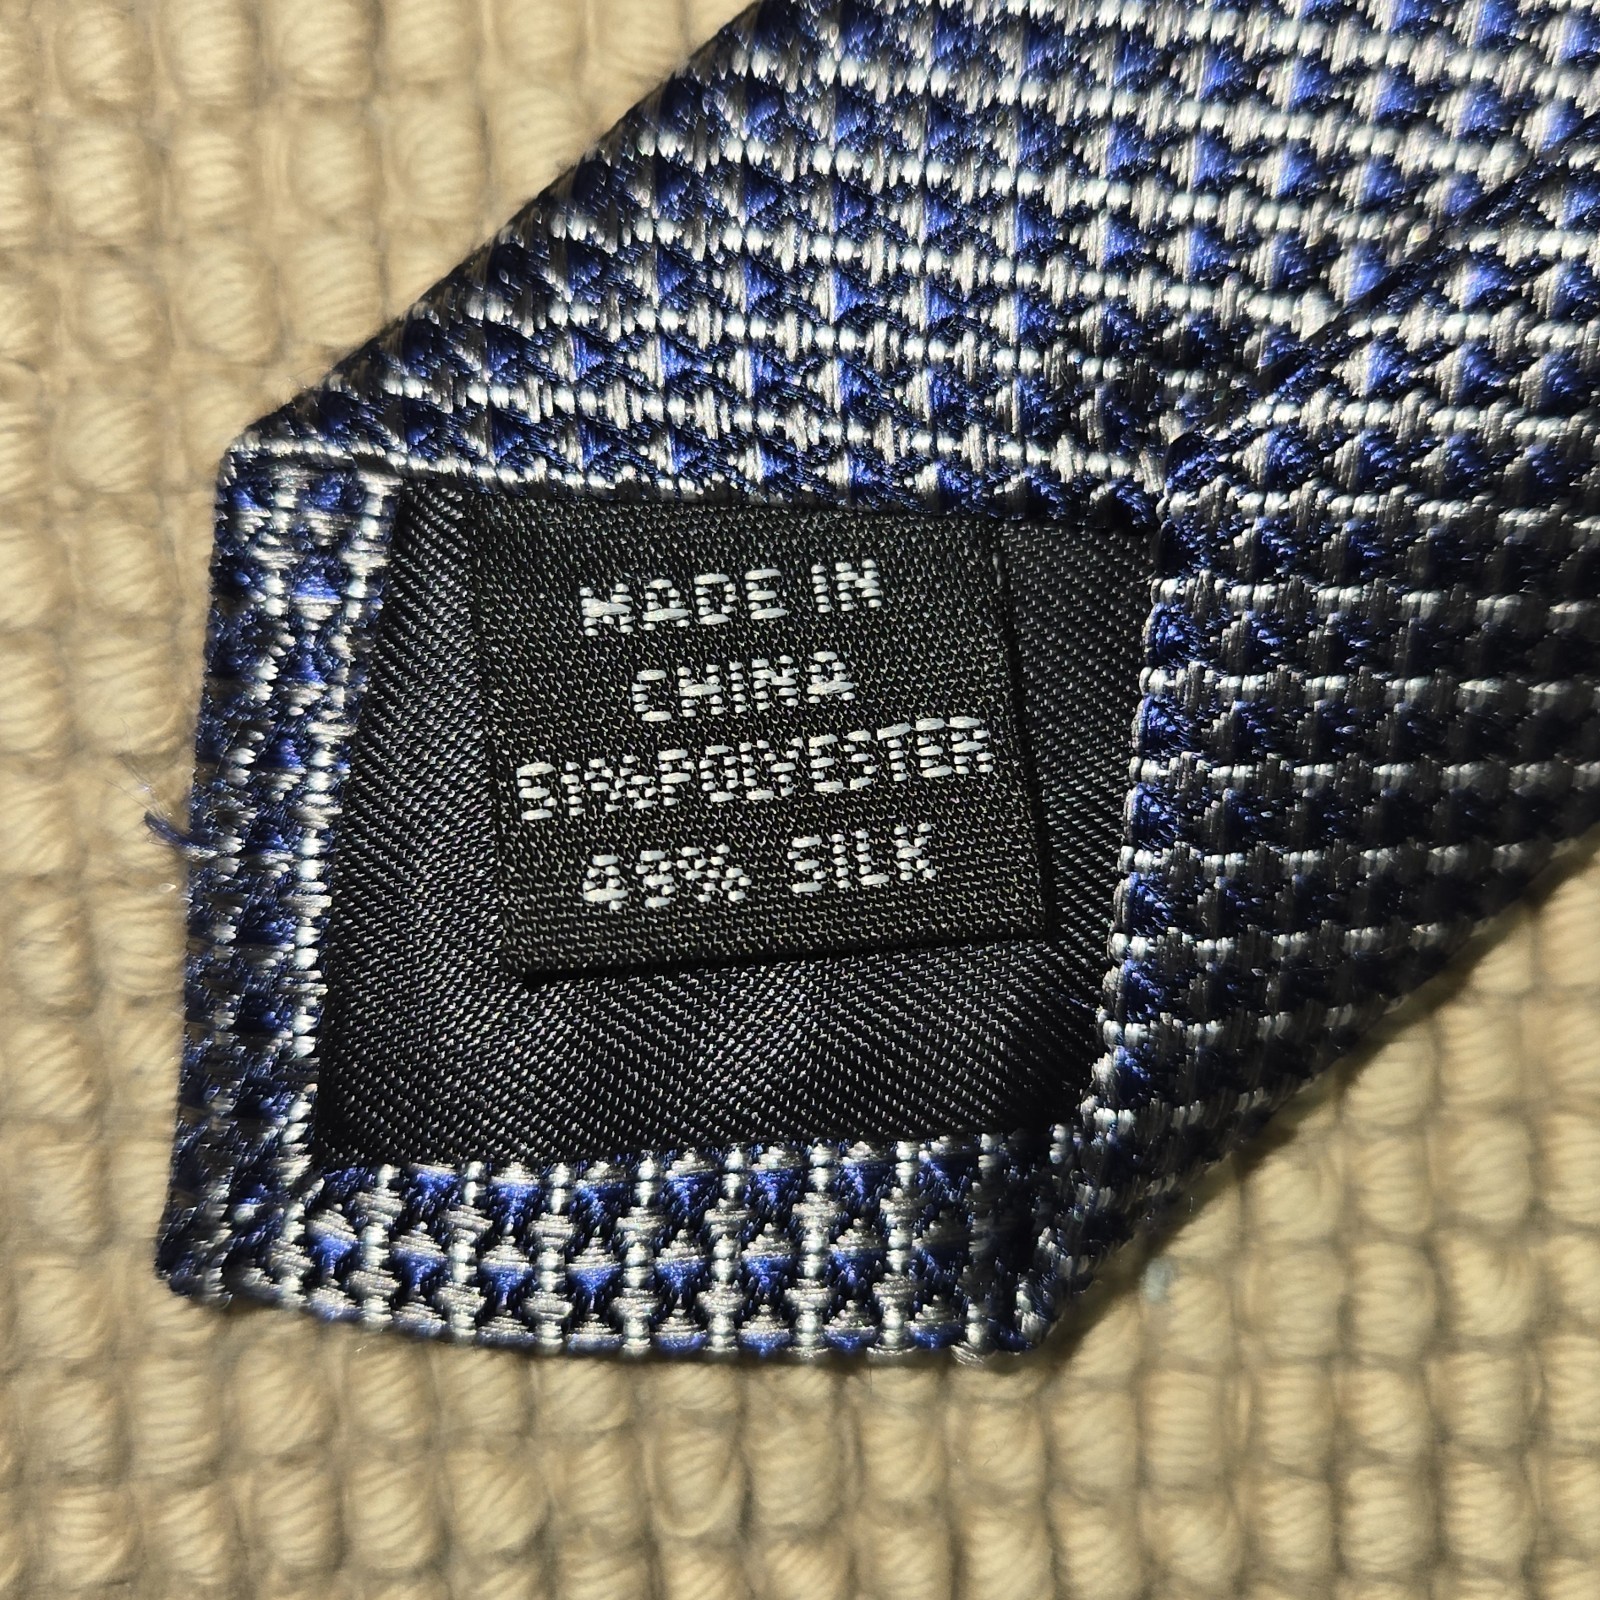 MADE IN
CHINA
51%POLYESTER
49% SILK